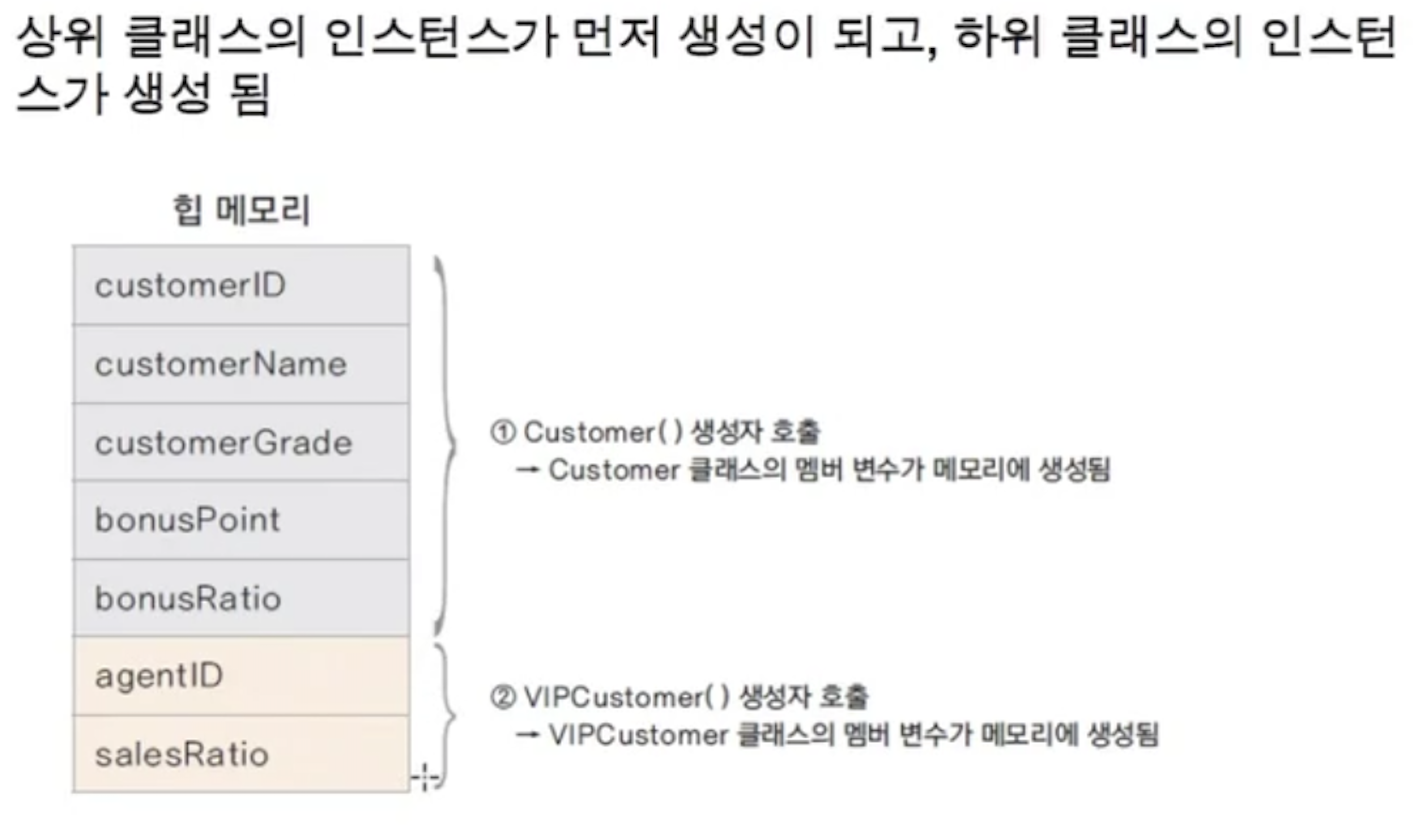 상위 클래스의 인스턴스가 먼저 생성이 되고, 하위 클래스의 인스턴
스가 생성 됨
힙 메모리
customerID
customerName
customerGrade
bonusPoint
bonusRatio
agentID
salesRatio
① Customer( ) 생성자 호출
→ Customer 클래스의 멤버 변수가 메모리에 생성됨
② VIPCustomer( ) 생성자 호출
→ VIPCustomer 클래스의 멤버 변수가 메모리에 생성됨